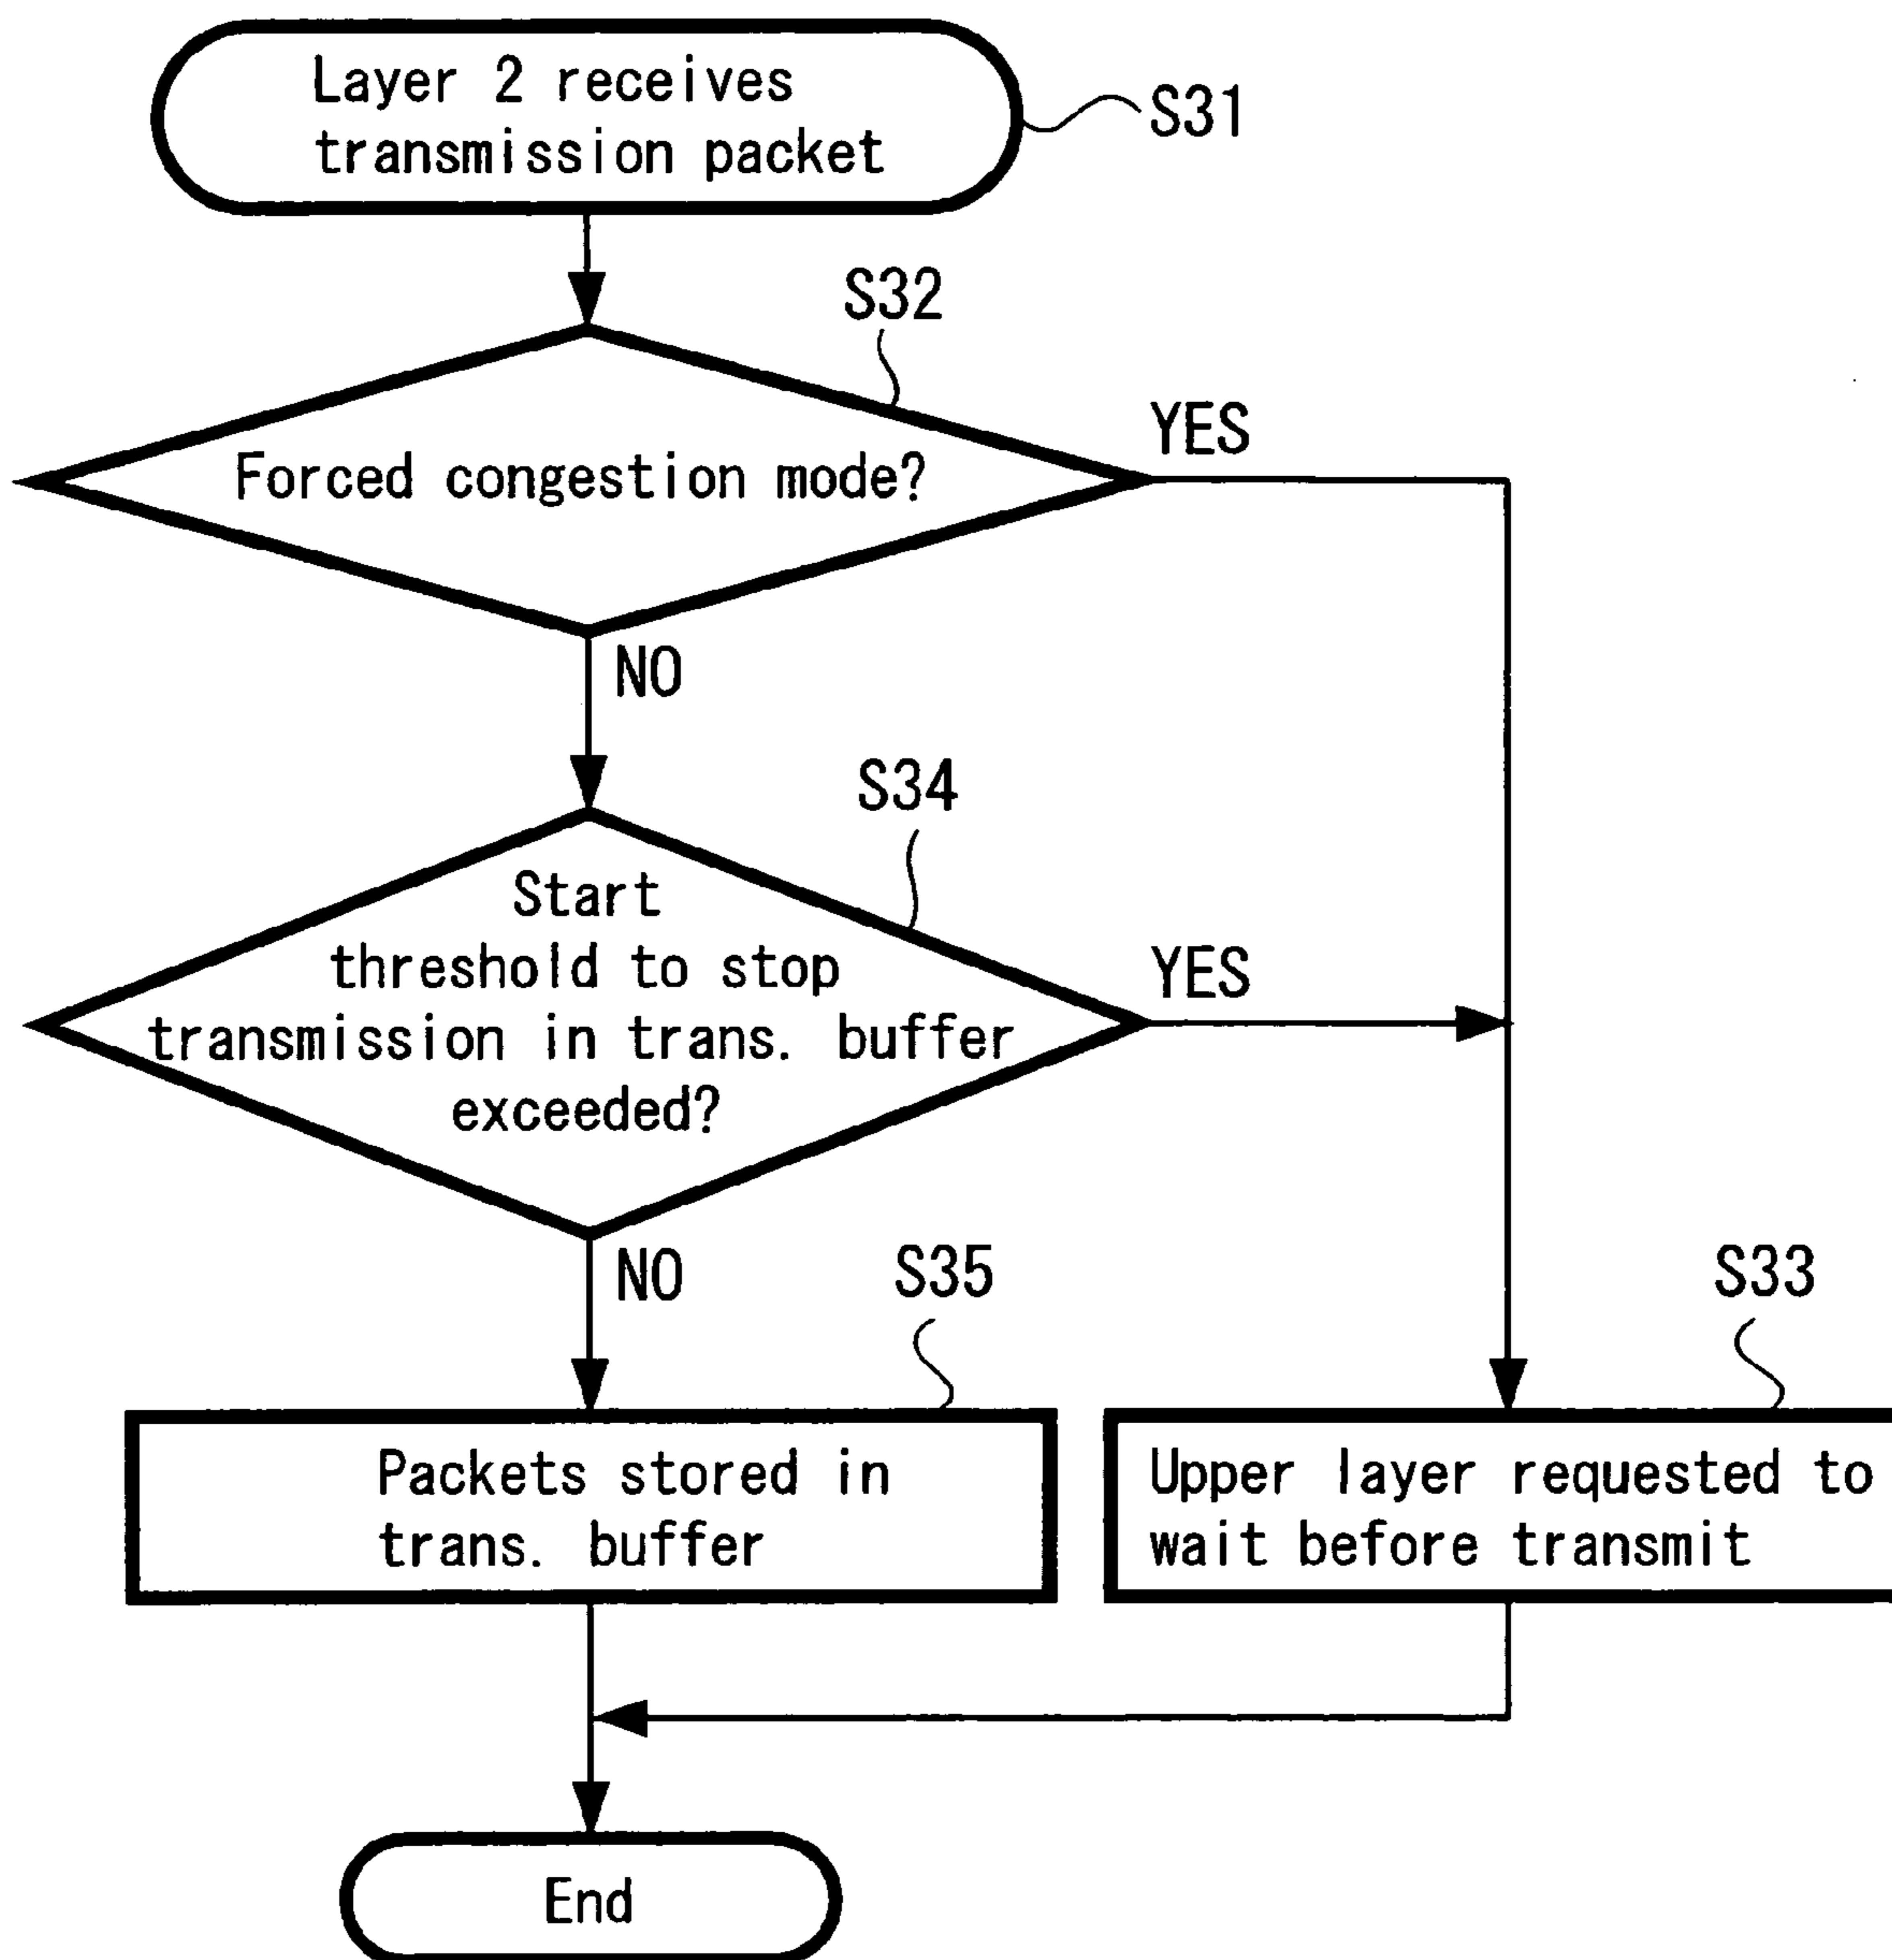 Layer 2 receives
transmission packet
S31
S32
Forced congestion mode?
YES
NO
S34
Start
threshold to stop
transmission in trans. buffer
exceeded?
YES
NO
S35
S33
Packets stored in
trans. buffer
Upper layer requested to
wait before transmit
End